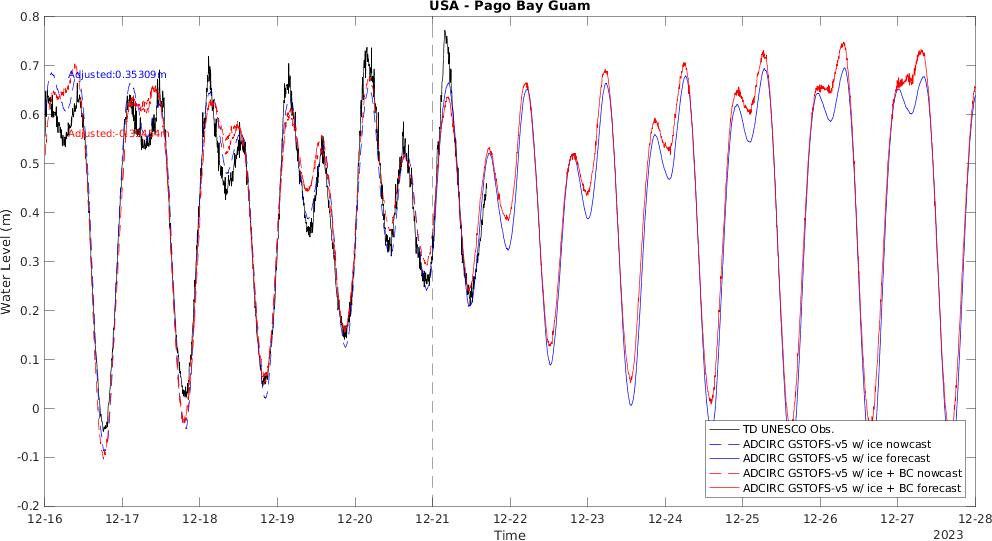 USA - Pago Bay Guam
0.8
0.7
0.6
0.5
0.4
0.3
0.2
0.1
0
-0.1
-0.2
Water Level (m)
Adjusted:0.35309m
12-16
12-17
12-18
12-19
12-20
12-21
12-22
12-23
12-24
12-25
12-26
12-27
12-28
Time
2023
TD UNESCO Obs.
ADCIRC GSTOFS-v5 w/ ice nowcast
ADCIRC GSTOFS-v5 w/ ice forecast
ADCIRC GSTOFS-v5 w/ ice + BC nowcast
ADCIRC GSTOFS-v5 w/ ice + BC forecast